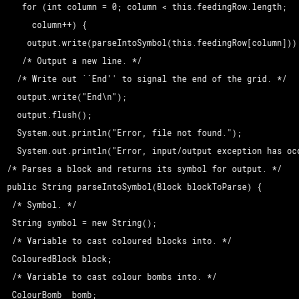 for (int column = 0; column < this.feedingRow.length;
column++) {
output.write(parseIntoSymbol(this.feedingRow[column]))
/* Output a new line. */
/* Write out ``End'' to signal the end of the grid. */
output.write("End\n");
output.flush();
System.out.println("Error, file not found.");
System.out.println("Error, input/output exception has occ
/* Parses a block and returns its symbol for output. */
public String parseIntoSymbol(Block blockToParse) {
/* Symbol. */
String symbol = new String();
/* Variable to cast coloured blocks into. */
ColouredBlock block;
/* Variable to cast colour bombs into. */
ColourBomb bomb;